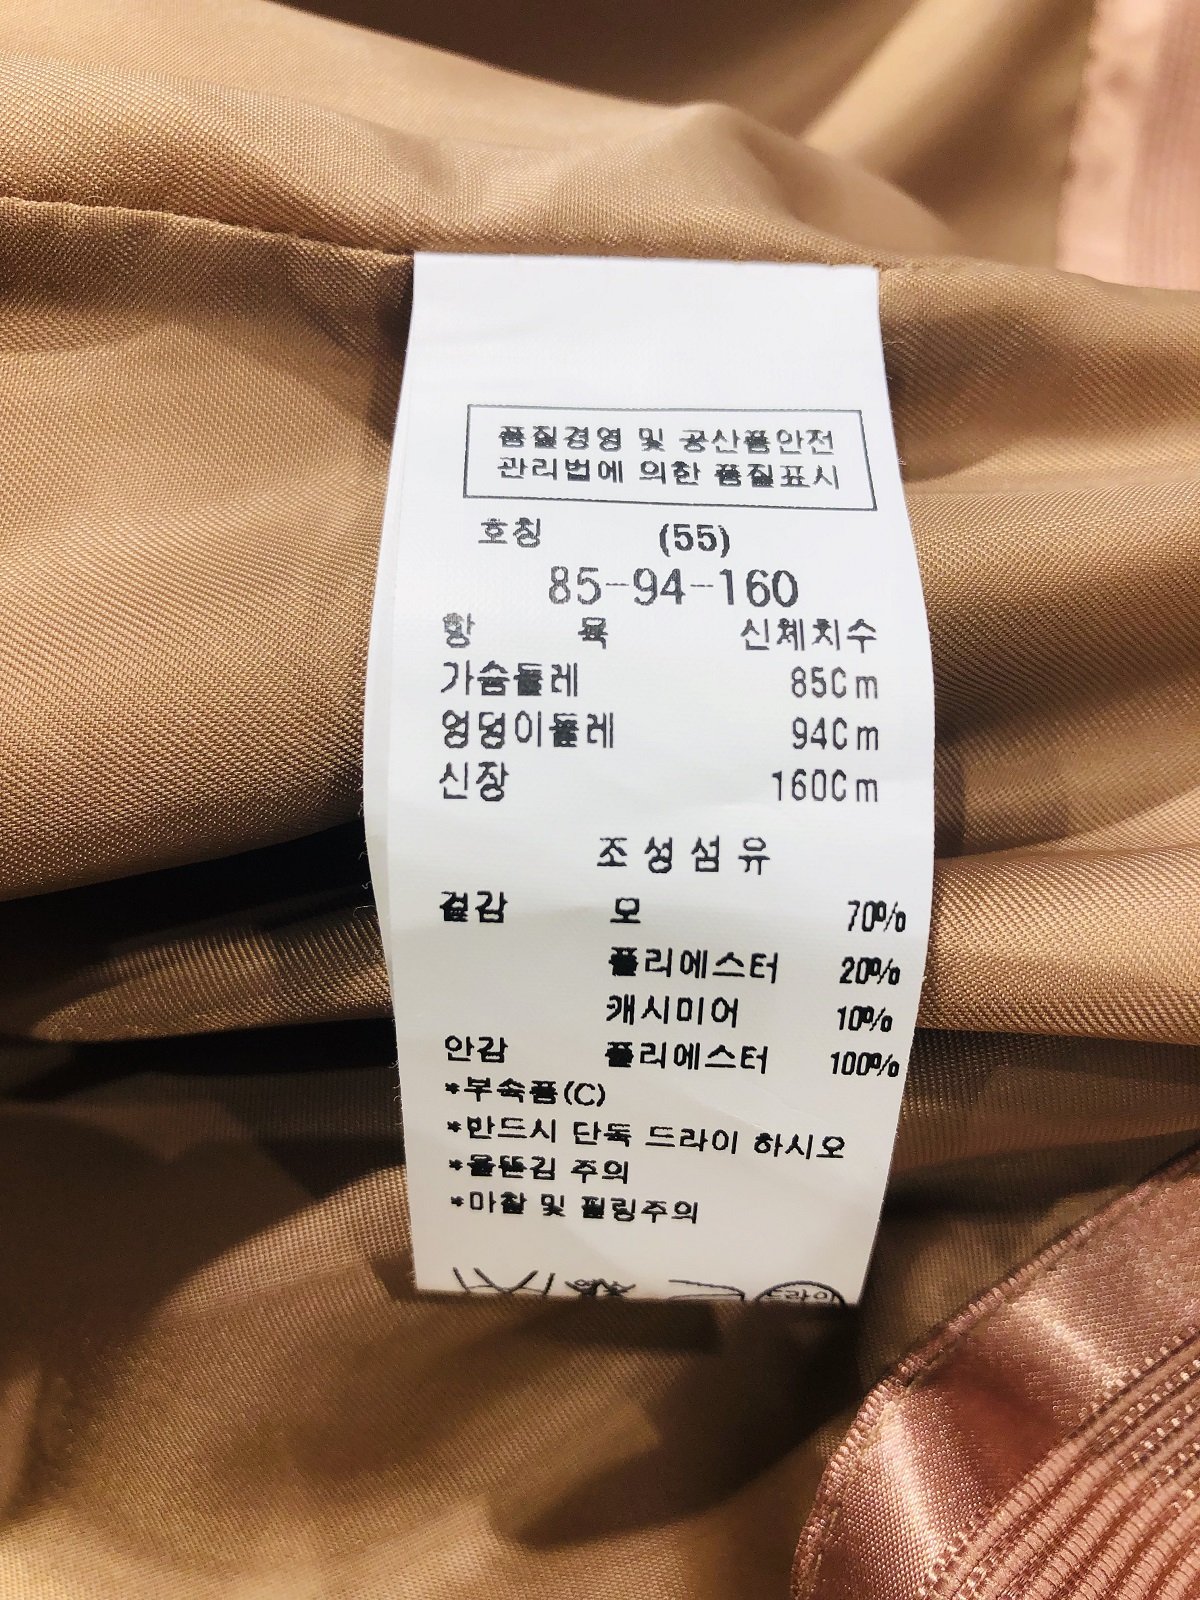 품질경영 및 공산품안전
관리법에 의한 품질표시
호칭 (55)
85-94-160
항 목 신체치수
가슴둘레 85Cm
엉덩이둘레 94Cm
신장 160Cm
조성섬유
겉감 모 70%
폴리에스터 20%
캐시미어 10%
안감 폴리에스터 100%
*부속품(C)
*반드시 단독 드라이 하시오
*올뜯김 주의
*마찰 및 필링주의
드라이